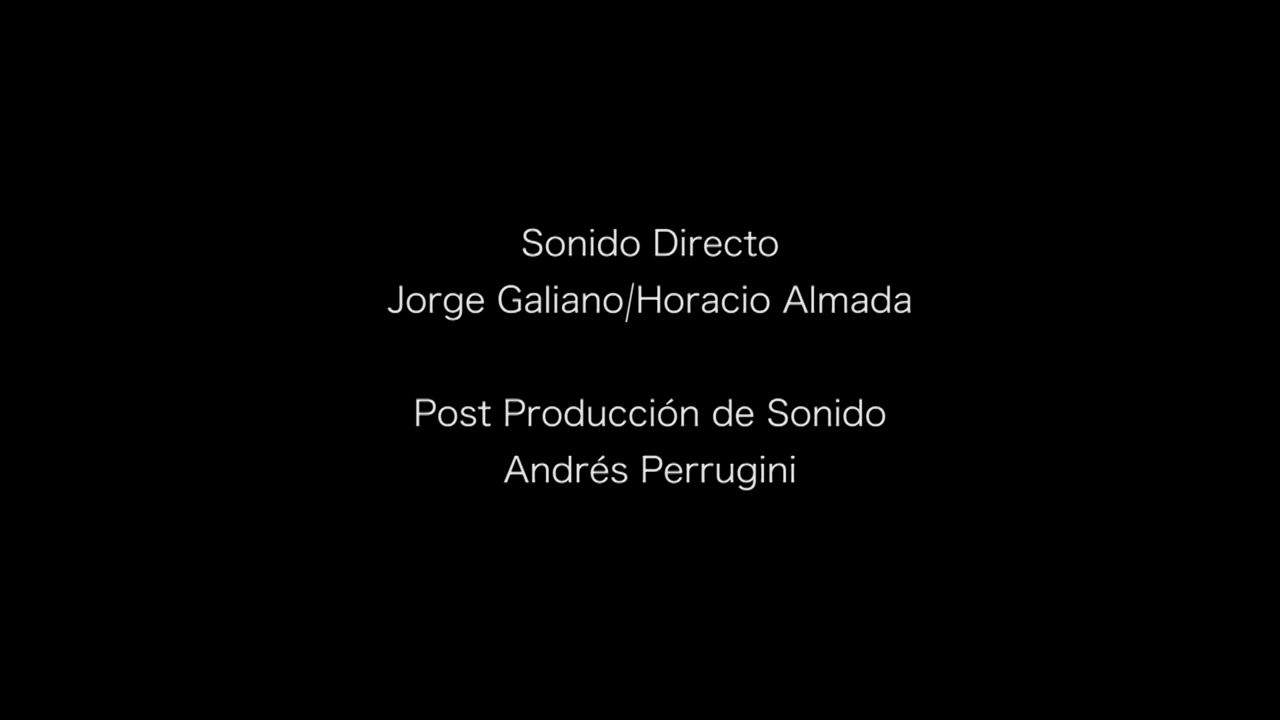 Sonido Directo
Jorge Galiano/Horacio Almada
Post Producción de Sonido
Andrés Perrugini